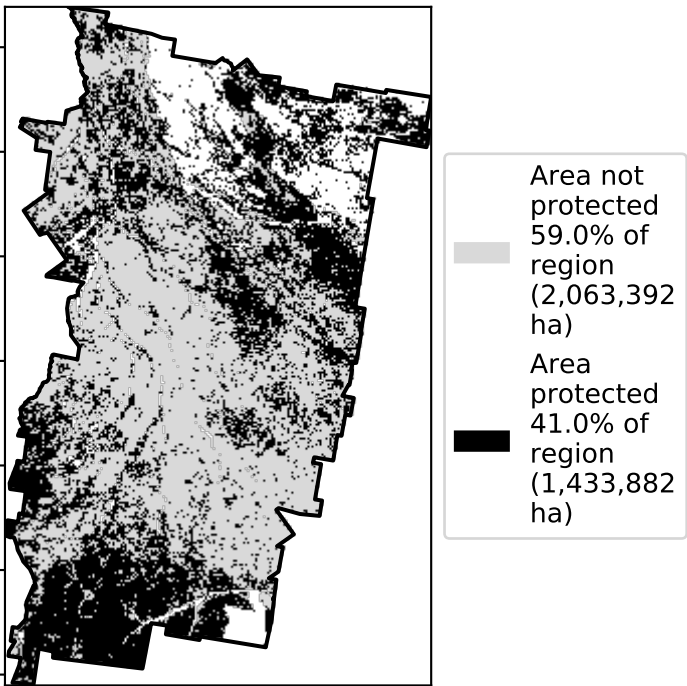 Area not
protected
59.0% of
region
(2,063,392
ha)
Area
protected
41.0% of
region
(1,433,882
ha)